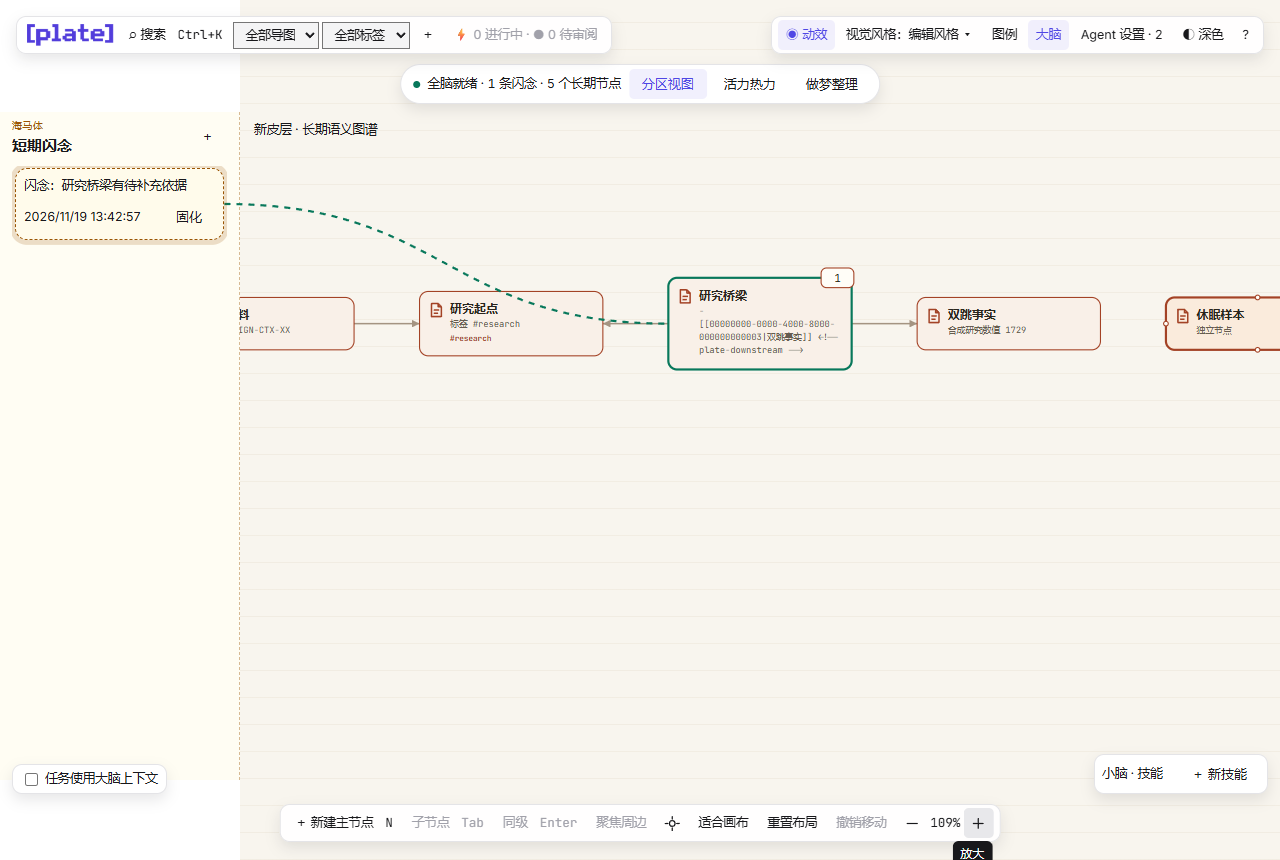 [plate]
搜索 Ctrl+K
全部导图
全部标签
+
0 进行中 · 0 待审阅
动效
视觉风格：编辑风格
图例
大脑
Agent 设置 · 2
深色
?
全脑就绪 · 1 条闪念 · 5 个长期节点
分区视图
活力热力
做梦整理
海马体
短期闪念
+
新皮层 · 长期语义图谱
闪念：研究桥梁有待补充依据
2026/11/19 13:42:57 固化
料
IGN-CTX-XX
研究起点
标签 #research
#research
1
研究桥梁
-
[[00000000-0000-4000-8000-
000000000003|双跳事实]] <!--
plate-downstream -->
双跳事实
合成研究数值 1729
休眠样本
独立节点
任务使用大脑上下文
小脑 · 技能
+ 新技能
+ 新建主节点 N
子节点 Tab
同级 Enter
聚焦周边
适合画布
重置布局
撤销移动
— 109% +
放大